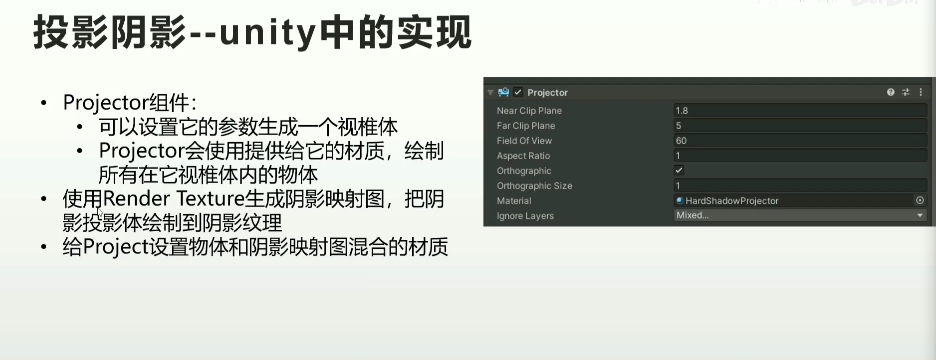 投影阴影--unity中的实现
• Projector组件：
• 可以设置它的参数生成一个视椎体
• Projector会使用提供给它的材质，绘制
所有在它视椎体内的物体
• 使用Render Texture生成阴影映射图，把阴
影投影体绘制到阴影纹理
• 给Project设置物体和阴影映射图混合的材质
Projector
Near Clip Plane 1.8
Far Clip Plane 5
Field Of View 60
Aspect Ratio 1
Orthographic
Orthographic Size 1
Material HardShadowProjector
Ignore Layers Mixed...